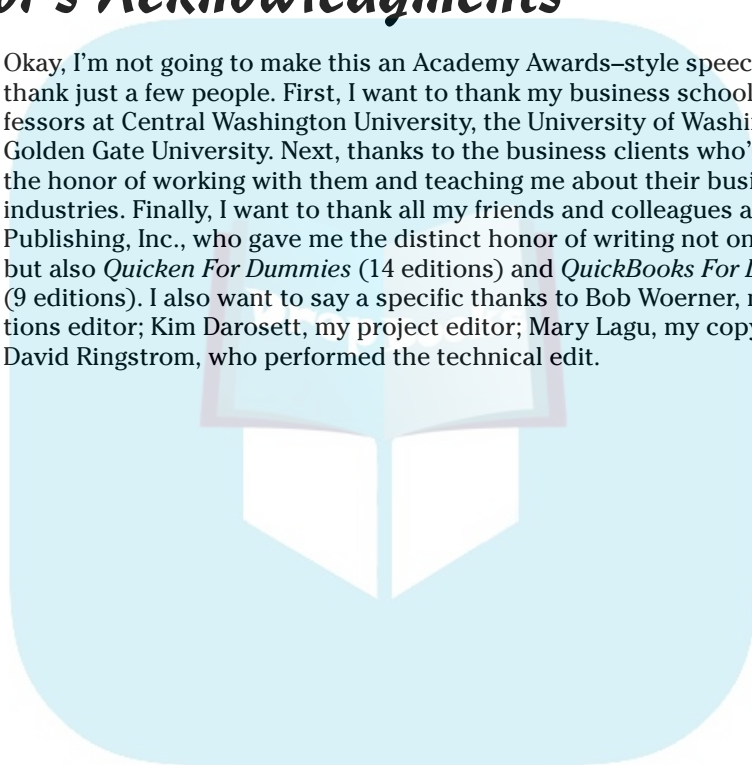 or's Acknowledgments
Okay, I'm not going to make this an Academy Awards–style speec
thank just a few people. First, I want to thank my business school
fessors at Central Washington University, the University of Washi
Golden Gate University. Next, thanks to the business clients who'
the honor of working with them and teaching me about their busi
industries. Finally, I want to thank all my friends and colleagues a
Publishing, Inc., who gave me the distinct honor of writing not on
but also Quicken For Dummies (14 editions) and QuickBooks For
(9 editions). I also want to say a specific thanks to Bob Woerner,
tions editor; Kim Darosett, my project editor; Mary Lagu, my copy
David Ringstrom, who performed the technical edit.